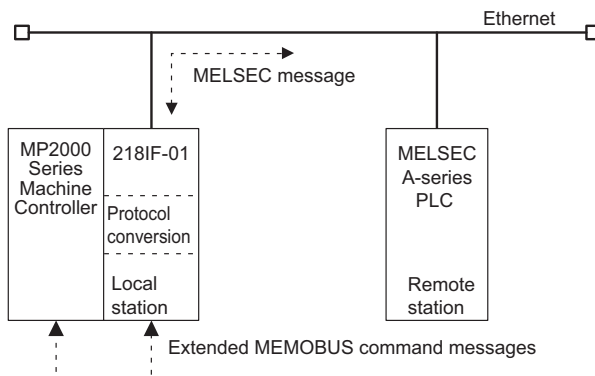 Ethernet
MELSEC message
MP2000
Series
Machine
Controller
218IF-01
Protocol
conversion
Local
station
MELSEC
A-series
PLC
Remote
station
Extended MEMOBUS command messages